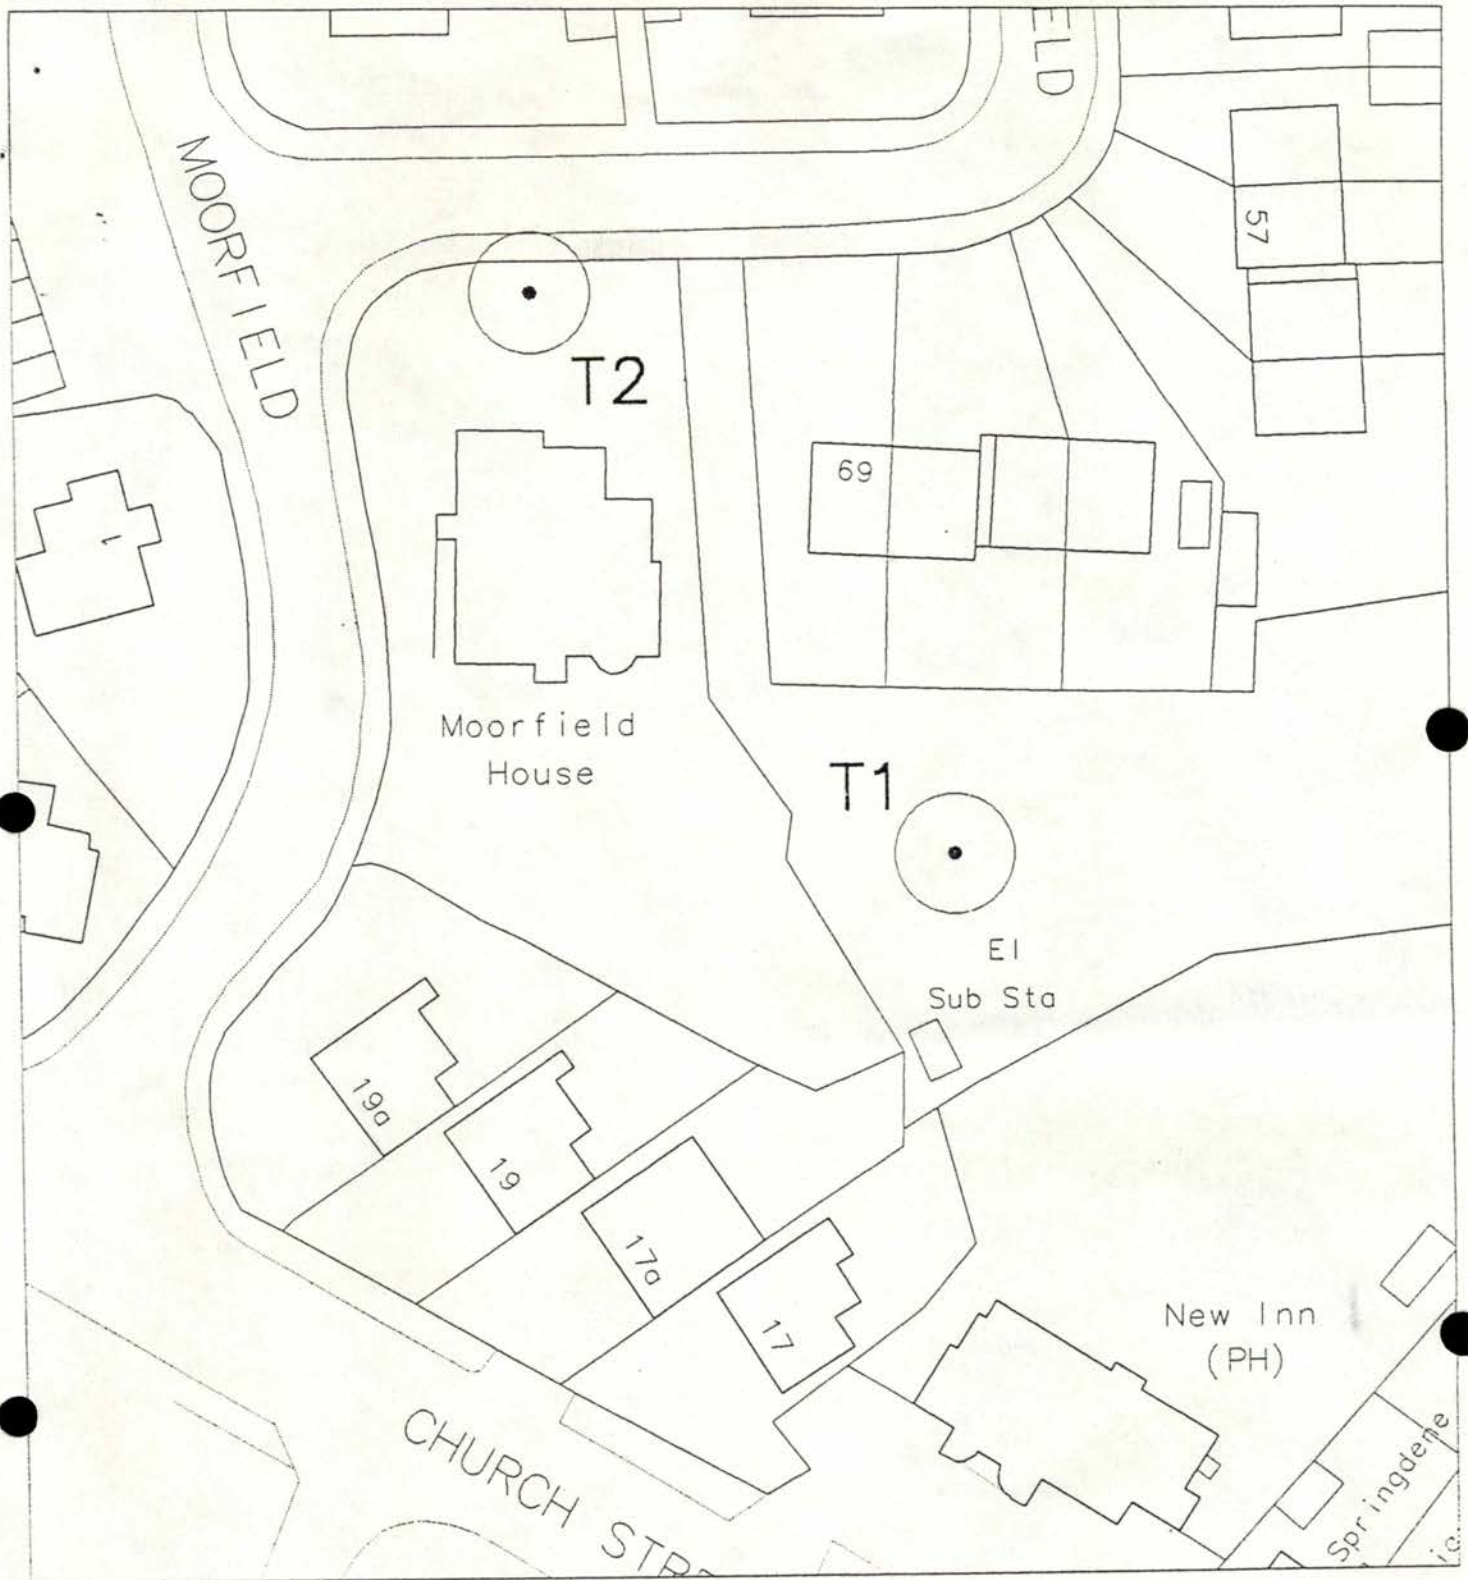 ELD
MOORFIELD
57
T2
69
1
Moorfield
House
T1
El
Sub Sta
19a
19
17a
17
New Inn
(PH)
CHURCH STR
Springdene